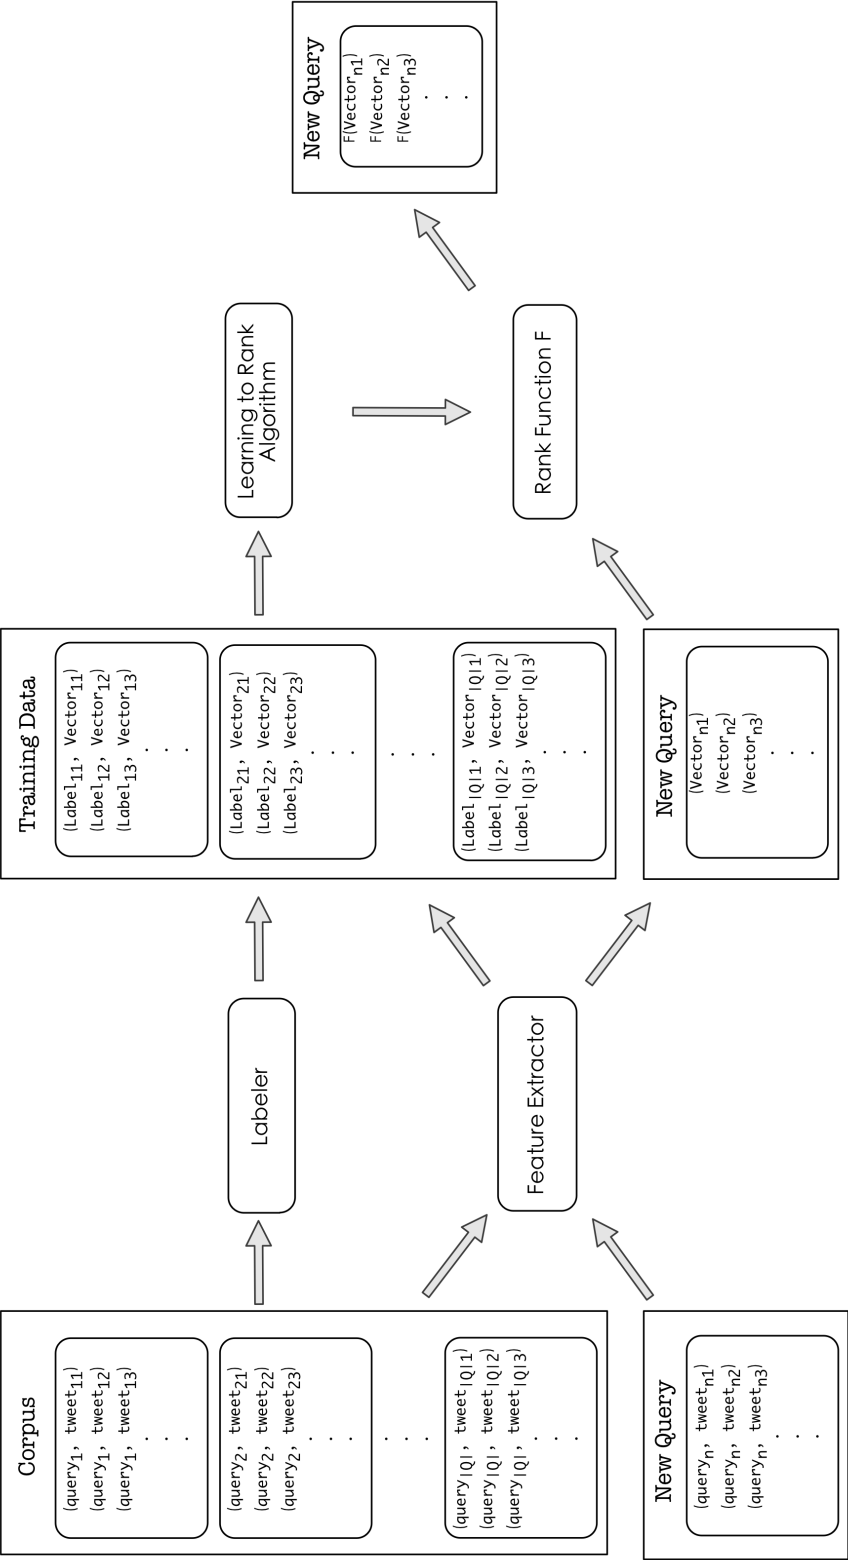 Corpus
(query1, tweet11)
(query1, tweet12)
(query1, tweet13)
.
.
.
(query2, tweet21)
(query2, tweet22)
(query2, tweet23)
.
.
.
.
.
.
(query|Q|, tweet|Q|1)
(query|Q|, tweet|Q|2)
(query|Q|, tweet|Q|3)
.
.
.
New Query
(queryn, tweetn1)
(queryn, tweetn2)
(queryn, tweetn3)
.
.
.
Labeler
Feature Extractor
Training Data
(Label11, Vector11)
(Label12, Vector12)
(Label13, Vector13)
.
.
.
(Label21, Vector21)
(Label22, Vector22)
(Label23, Vector23)
.
.
.
.
.
.
(Label|Q|1, Vector|Q|1)
(Label|Q|2, Vector|Q|2)
(Label|Q|3, Vector|Q|3)
.
.
.
New Query
(Vectorn1)
(Vectorn2)
(Vectorn3)
.
.
.
Learning to Rank
Algorithm
Rank Function F
New Query
F(Vectorn1)
F(Vectorn2)
F(Vectorn3)
.
.
.